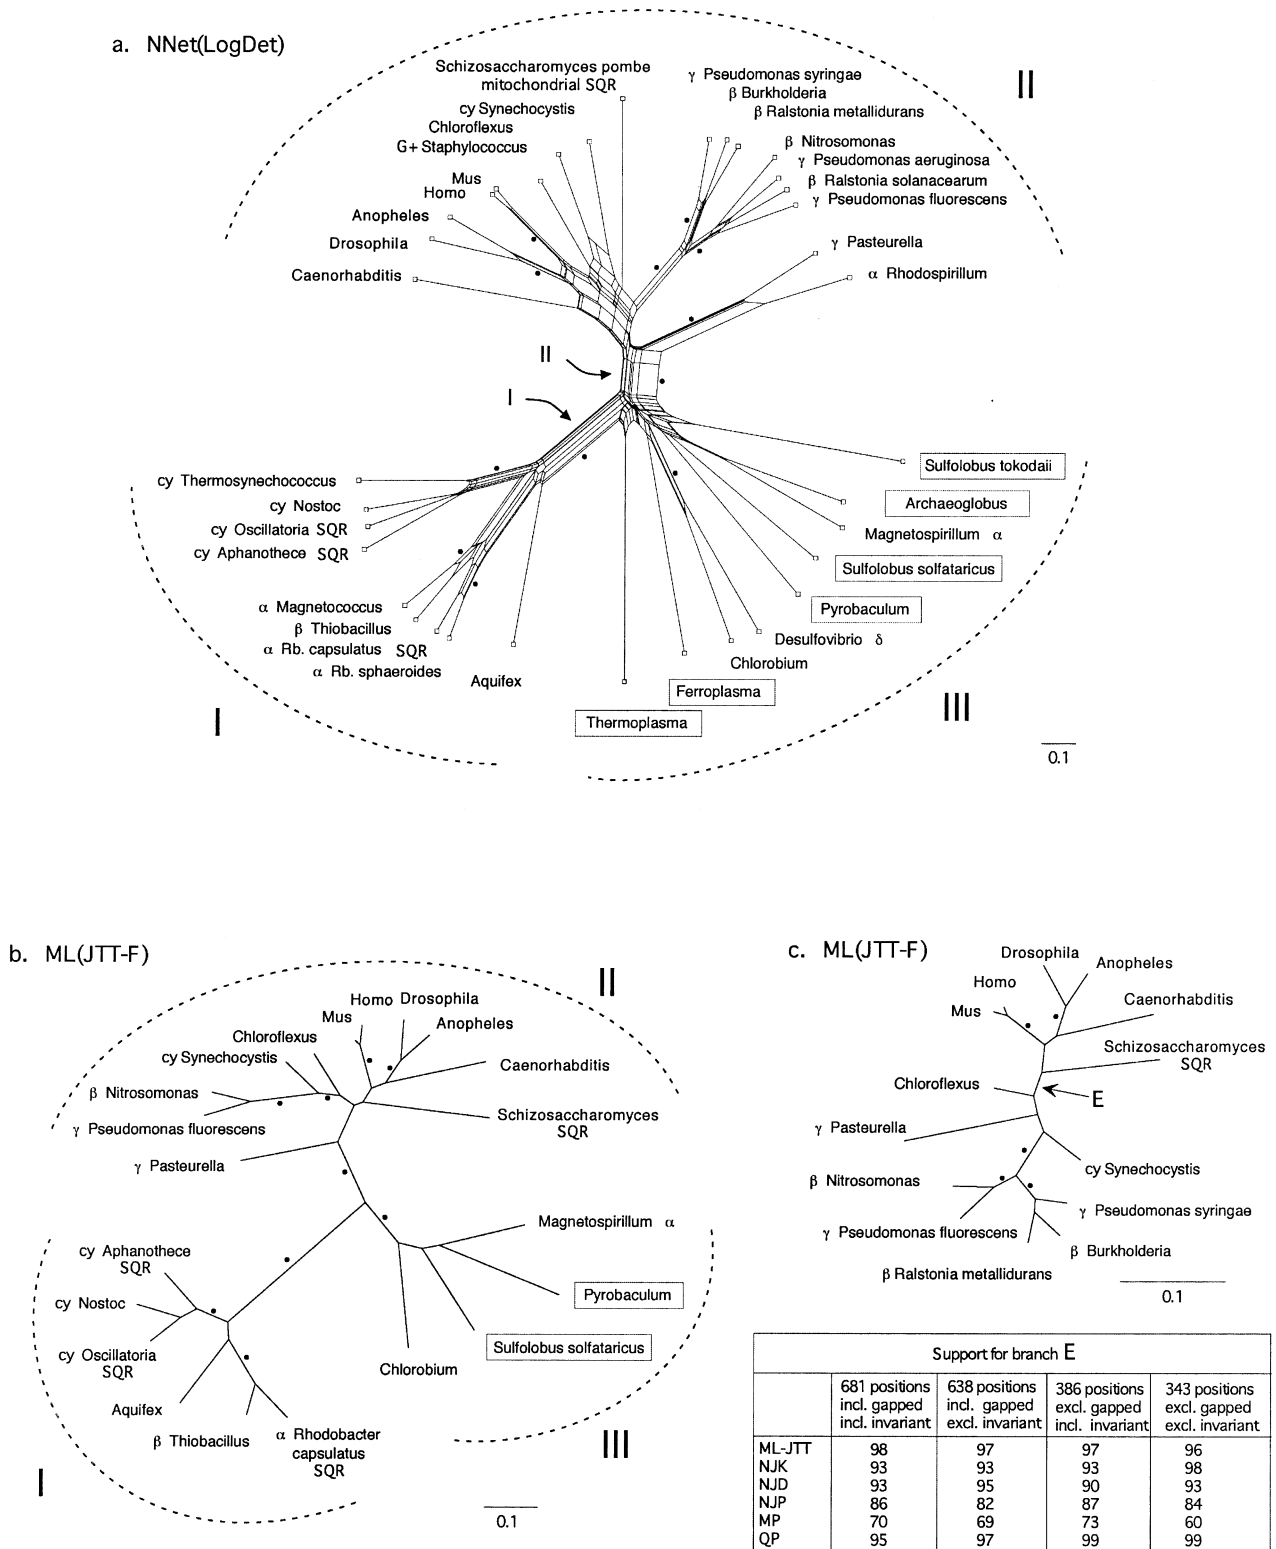 a. NNet(LogDet)
Schizosaccharomyces pombe
mitochondrial SQR
cy Synechocystis
Chloroflexus
G+ Staphylococcus
Mus
Homo
Anopheles
Drosophila
Caenorhabditis
γ Pseudomonas syringae
β Burkholderia
β Ralstonia metallidurans
β Nitrosomonas
γ Pseudomonas aeruginosa
β Ralstonia solanacearum
γ Pseudomonas fluorescens
γ Pasteurella
α Rhodospirillum
II
II
I
cy Thermosynechococcus
cy Nostoc
cy Oscillatoria SQR
cy Aphanothece SQR
α Magnetococcus
β Thiobacillus
α Rb. capsulatus SQR
α Rb. sphaeroides
Aquifex
Thermoplasma
Ferroplasma
Chlorobium
Desulfovibrio δ
Pyrobaculum
Sulfolobus solfataricus
Magnetospirillum α
Archaeoglobus
Sulfolobus tokodaii
I
III
0.1
b. ML(JTT-F)
II
Homo Drosophila
Mus
Anopheles
Chloroflexus
cy Synechocystis
Caenorhabditis
β Nitrosomonas
γ Pseudomonas fluorescens
Schizosaccharomyces
SQR
γ Pasteurella
Magnetospirillum α
Pyrobaculum
Sulfolobus solfataricus
Chlorobium
cy Aphanothece
SQR
cy Nostoc
cy Oscillatoria
SQR
Aquifex
β Thiobacillus
α Rhodobacter
capsulatus
SQR
I
III
0.1
c. ML(JTT-F)
Drosophila
Anopheles
Homo
Mus
Caenorhabditis
Schizosaccharomyces
SQR
Chloroflexus
E
γ Pasteurella
cy Synechocystis
β Nitrosomonas
γ Pseudomonas syringae
γ Pseudomonas fluorescens
β Burkholderia
β Ralstonia metallidurans
0.1
Support for branch E
681 positions incl. gapped incl. invariant
638 positions incl. gapped excl. invariant
386 positions excl. gapped incl. invariant
343 positions excl. gapped excl. invariant
ML-JTT 98 97 97 96
NJK 93 93 93 98
NJD 93 95 90 93
NJP 86 82 87 84
MP 70 69 73 60
QP 95 97 99 99